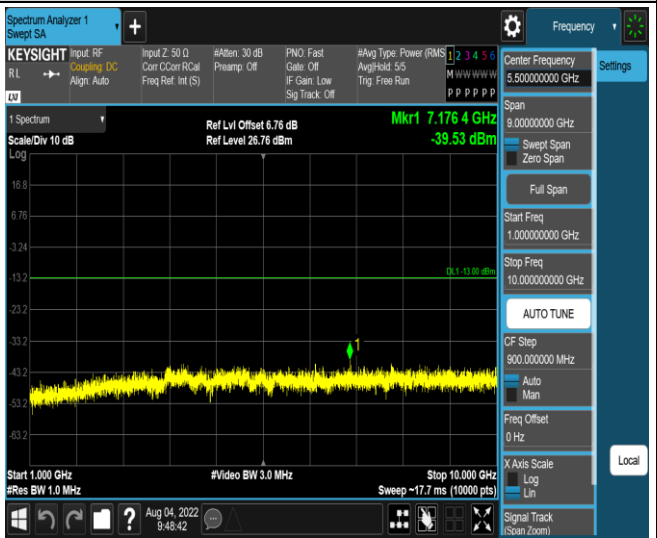 Spectrum Analyzer 1
Swept SA
Frequency
KEYSIGHT
RL
LXI
Input: RF
Coupling: DC
Align: Auto
Input Z: 50 Ω
Corr CCorr RCal
Freq Ref: Int (S)
#Atten: 30 dB
Preamp: Off
PNO: Fast
Gate: Off
IF Gain: Low
Sig Track: Off
#Avg Type: Power (RMS
Avg|Hold: 5/5
Trig: Free Run
1 2 3 4 5 6
M W W W W W
P P P P P P
1 Spectrum
Scale/Div 10 dB
Log
Ref Lvl Offset 6.76 dB
Ref Level 26.76 dBm
Mkr1 7.176 4 GHz
-39.53 dBm
16.8
6.76
-3.24
-13.2
-23.2
-33.2
-43.2
-53.2
-63.2
DL1 -13.00 dBm
1
Start 1.000 GHz
#Res BW 1.0 MHz
#Video BW 3.0 MHz
Stop 10.000 GHz
Sweep ~17.7 ms (10000 pts)
Center Frequency
5.500000000 GHz
Span
9.00000000 GHz
Swept Span
Zero Span
Full Span
Start Freq
1.000000000 GHz
Stop Freq
10.000000000 GHz
AUTO TUNE
CF Step
900.000000 MHz
Auto
Man
Freq Offset
0 Hz
X Axis Scale
Log
Lin
Signal Track
(Span Zoom)
Settings
Local
?
Aug 04, 2022
9:48:42